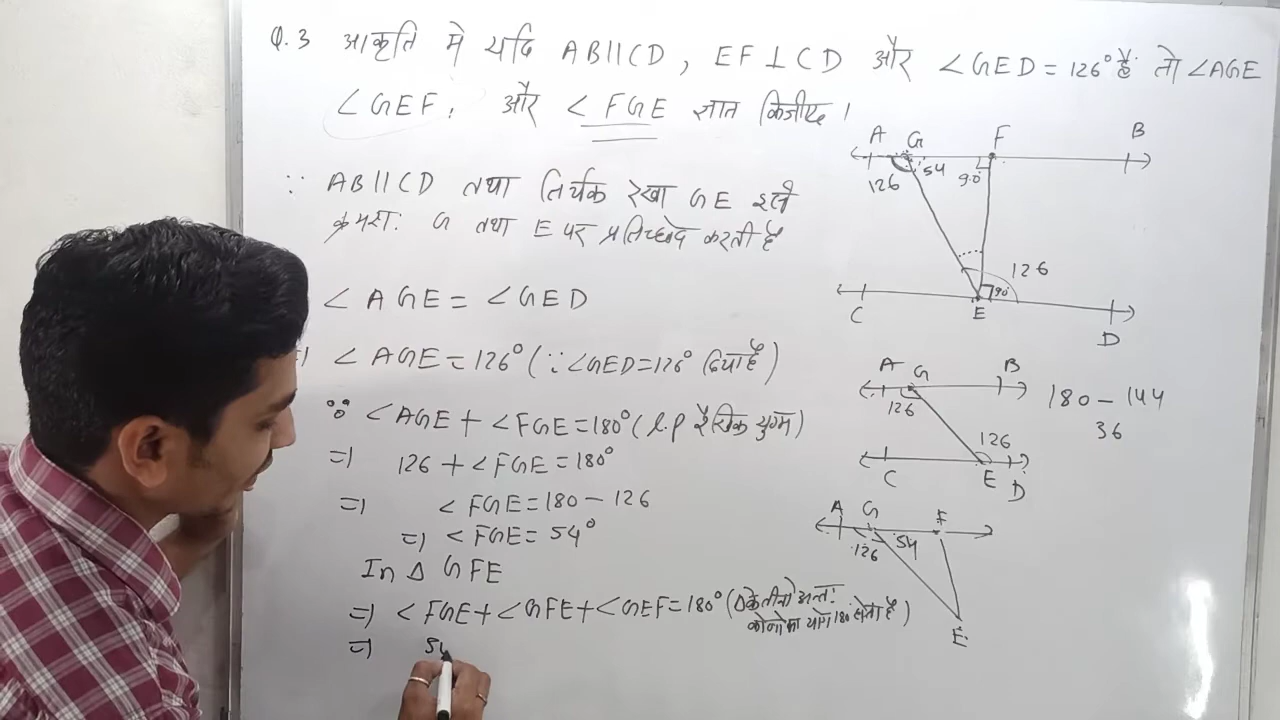 Q.3 आकृति मे यदि AB||CD, EF⊥CD और ∠GED=126° है तो ∠AGE
∠GEF, और ∠FGE ज्ञात किजीए।
∵ AB||CD तथा तिर्यक रेखा GE इन्हे
क्रमशः G तथा E पर प्रतिच्छेद करती है
∠AGE=∠GED
⇒ ∠AGE=126° (∵∠GED=126° दिया है)
∵ ∠AGE+∠FGE=180° (l.p रैखिक युग्म)
⇒ 126+∠FGE=180°
⇒ ∠FGE=180-126
⇒ ∠FGE=54°
In Δ GFE
⇒ ∠FGE+∠GFE+∠GEF=180° (Δ के तीनो अन्तः
कोनो का योग 180 होता है)
⇒ 54
A G F B
126 54 90
126
90
C E D
A G B
126
126
C E D
180-144
36
A G F
126 54
E